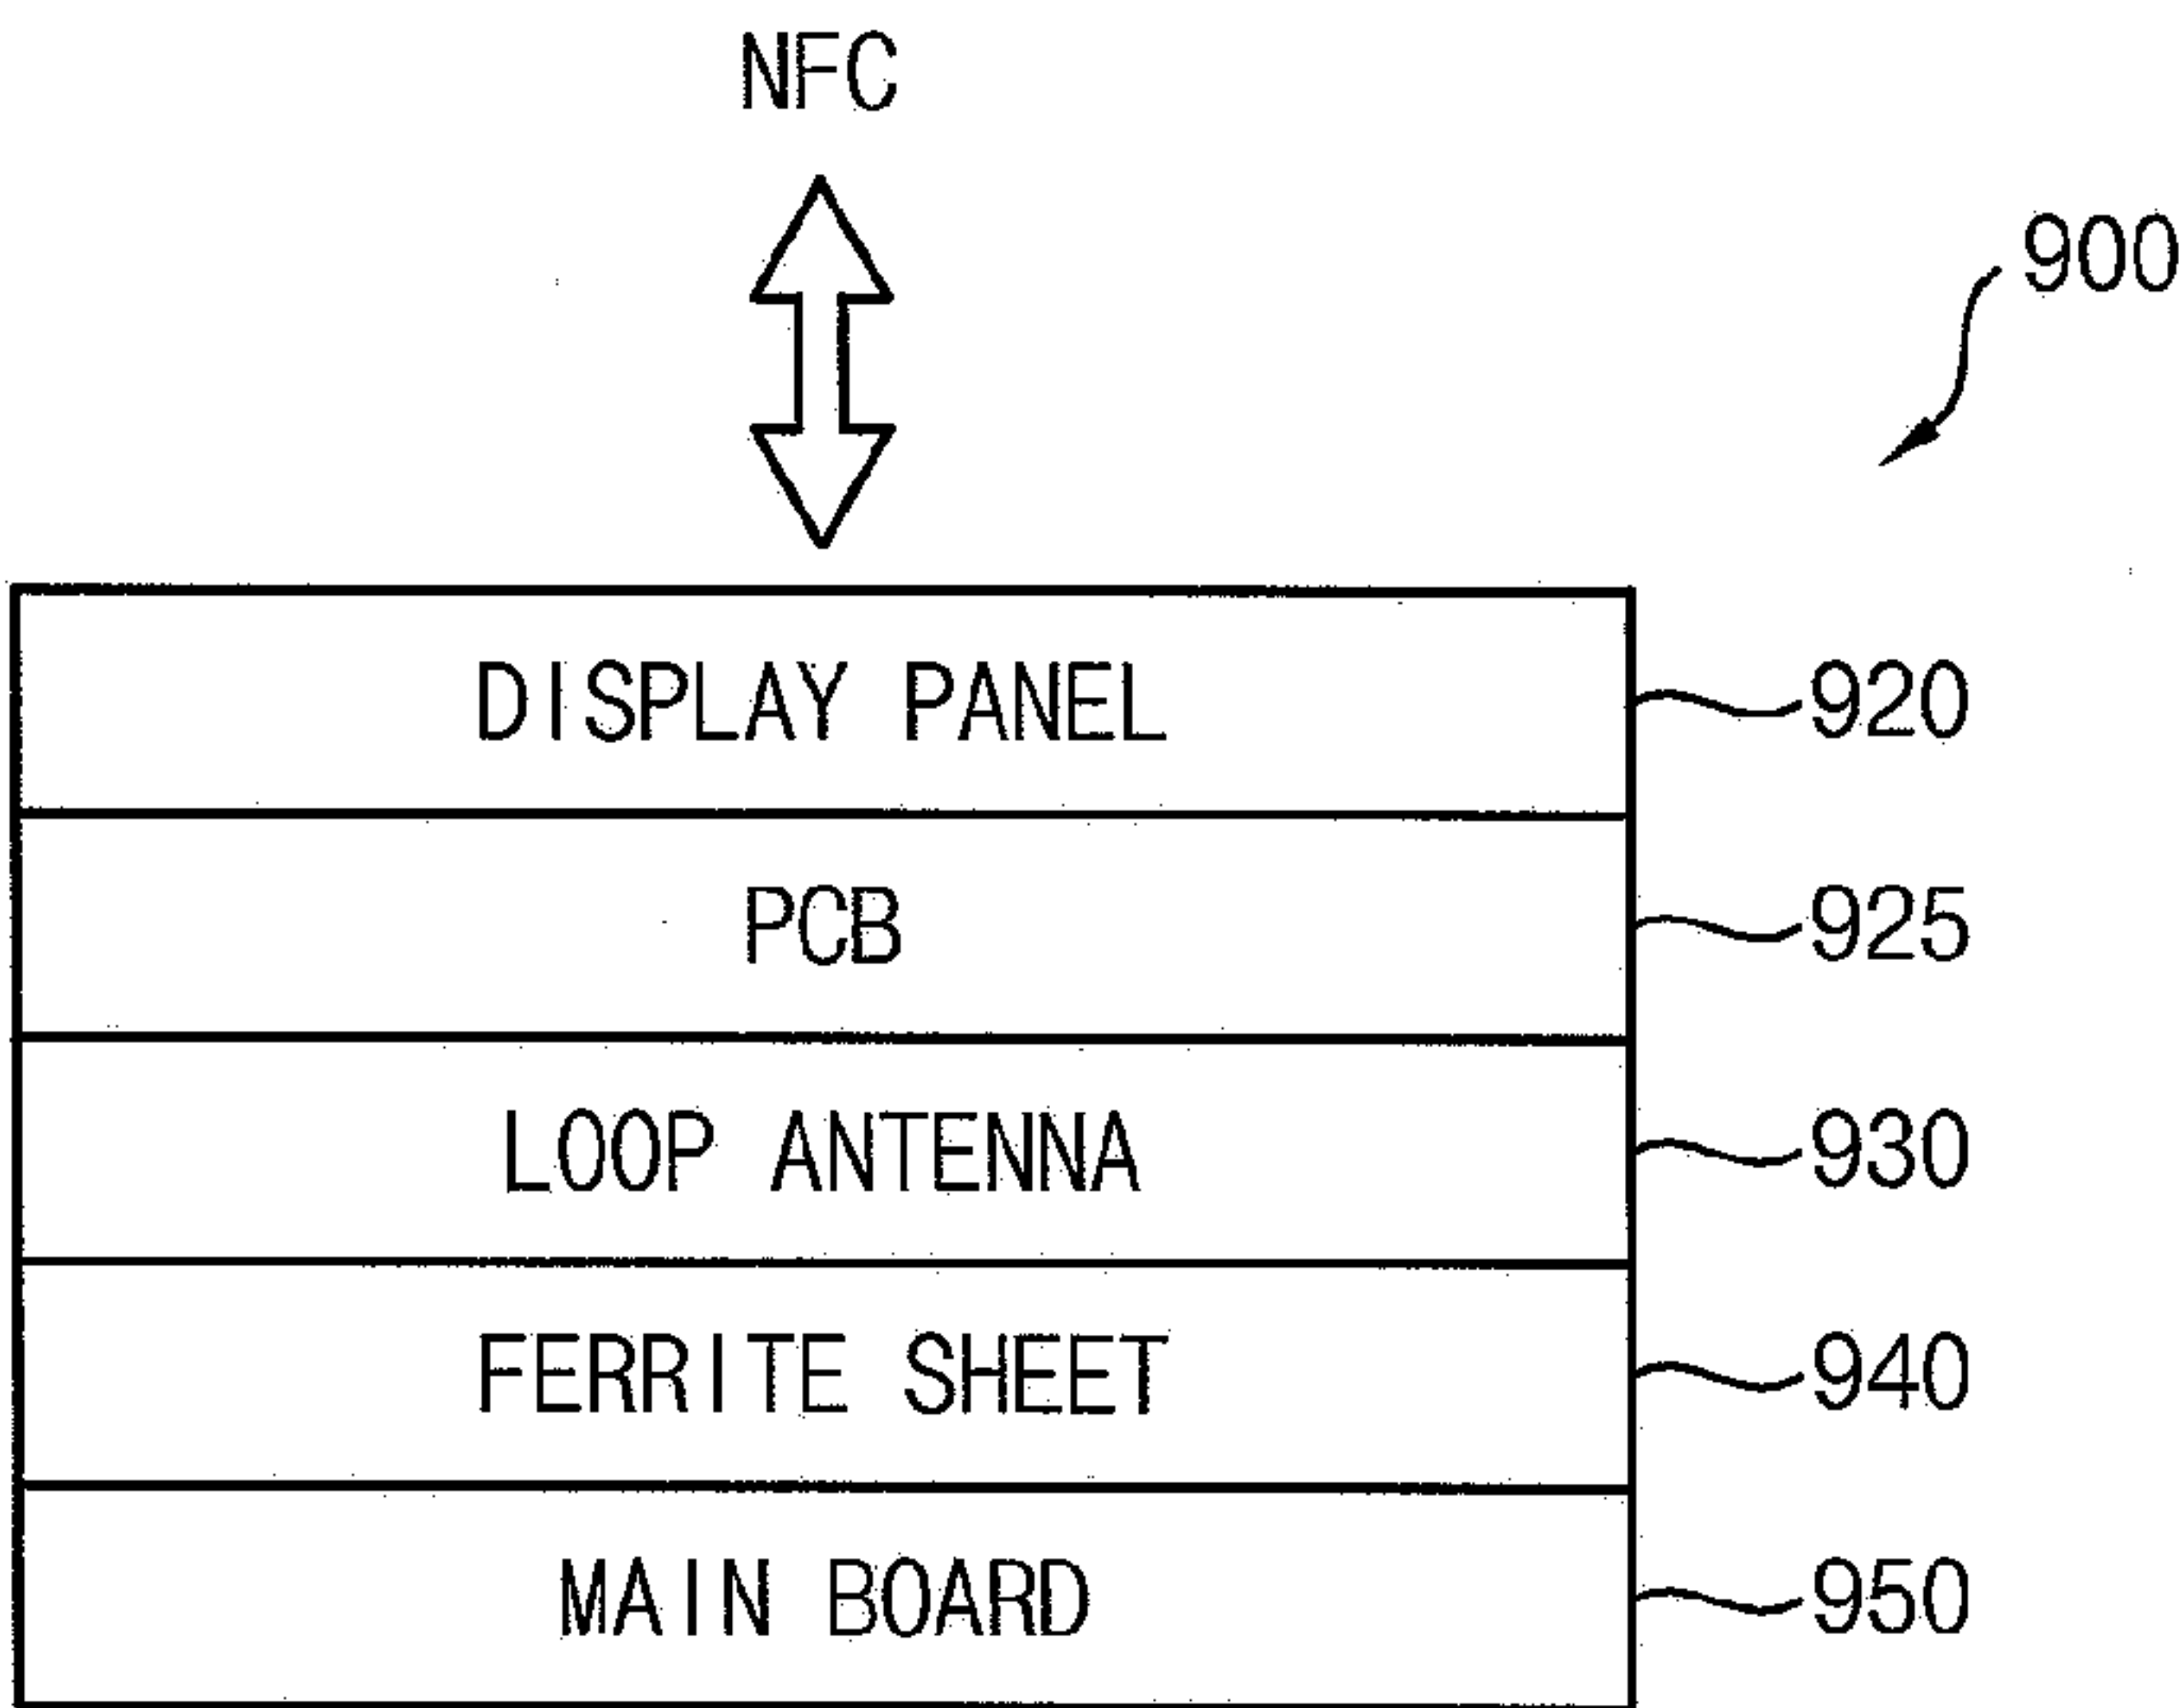 NFC
900
DISPLAY PANEL 920
PCB 925
LOOP ANTENNA 930
FERRITE SHEET 940
MAIN BOARD 950